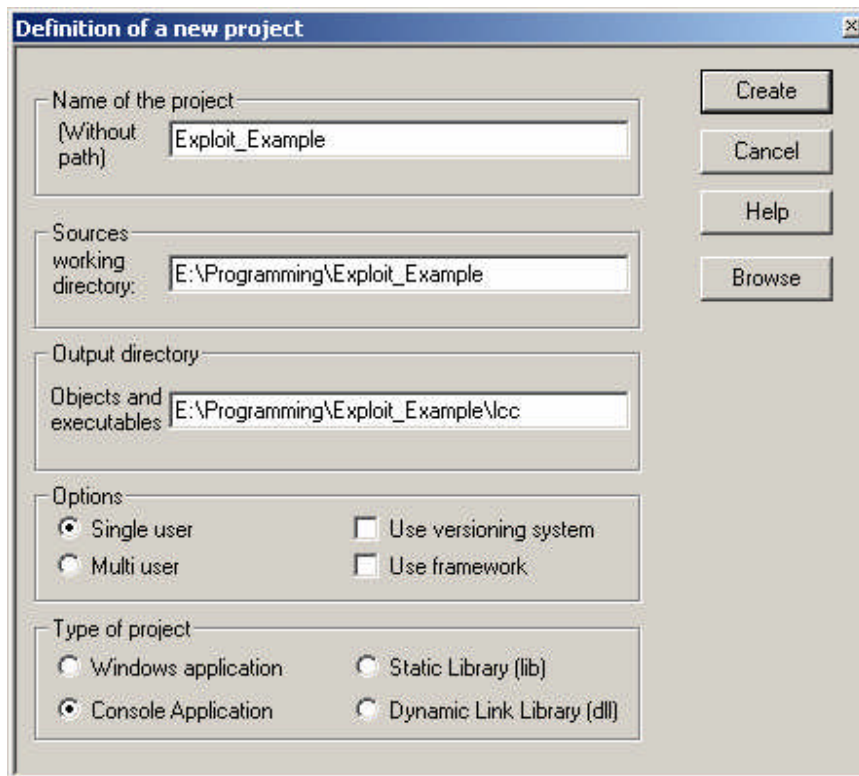 Definition of a new project
Name of the project
(Without
path)
Exploit_Example
Create
Cancel
Help
Browse
Sources
working
directory:
E:\Programming\Exploit_Example
Output directory
Objects and
executables
E:\Programming\Exploit_Example\lcc
Options
Single user
Use versioning system
Multi user
Use framework
Type of project
Windows application
Static Library (lib)
Console Application
Dynamic Link Library (dll)